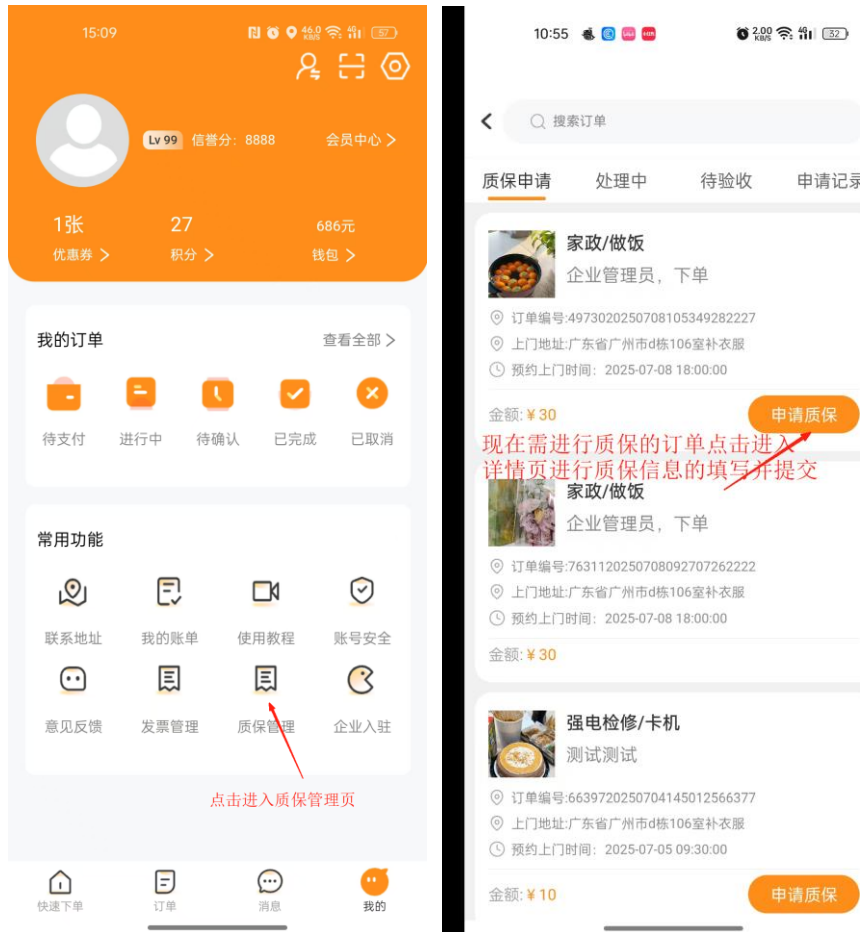 15:09
46.0 KB/S
4G
57
Lv 99 信誉分：8888 会员中心
1张 27 686元
优惠券 积分 钱包
我的订单 查看全部
待支付 进行中 待确认 已完成 已取消
常用功能
联系地址 我的账单 使用教程 账号安全
意见反馈 发票管理 质保管理 企业入驻
点击进入质保管理页
快速下单 订单 消息 我的
10:55
2.00 KB/S
4G
32
搜索订单
质保申请 处理中 待验收 申请记录
家政/做饭
企业管理员，下单
订单编号:4973020250708105349282227
上门地址:广东省广州市d栋106室补衣服
预约上门时间：2025-07-08 18:00:00
金额:￥30 申请质保
现在需进行质保的订单点击进入
详情页进行质保信息的填写并提交
家政/做饭
企业管理员，下单
订单编号:7631120250708092707262222
上门地址:广东省广州市d栋106室补衣服
预约上门时间：2025-07-08 18:00:00
金额:￥30
强电检修/卡机
测试测试
订单编号:6639720250704145012566377
上门地址:广东省广州市d栋106室补衣服
预约上门时间：2025-07-05 09:30:00
金额:￥10 申请质保